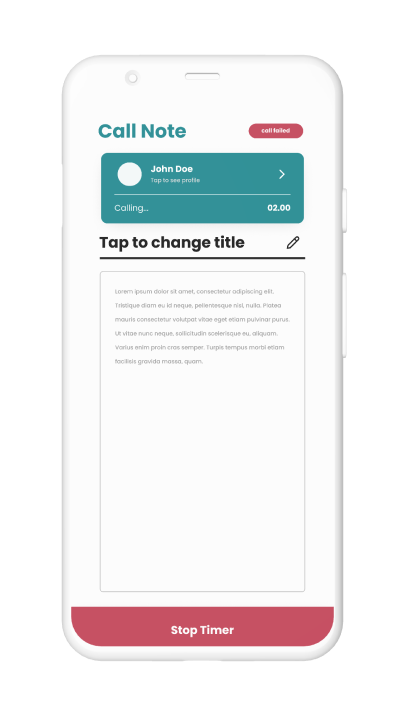 Call Note
call failed
John Doe
Tap to see profile
Calling...
02.00
Tap to change title
Lorem ipsum dolor sit amet, consectetur adipiscing elit.
Tristique diam eu id neque, pellentesque nisi, nulla. Platea
mauris consectetur volutpat vitae eget etiam pulvinar purus.
Ut vitae nunc neque, sollicitudin scelerisque eu, aliquam.
Varius enim proin cras semper. Turpis tempus morbi etiam
facilisis gravida massa, quam.
Stop Timer